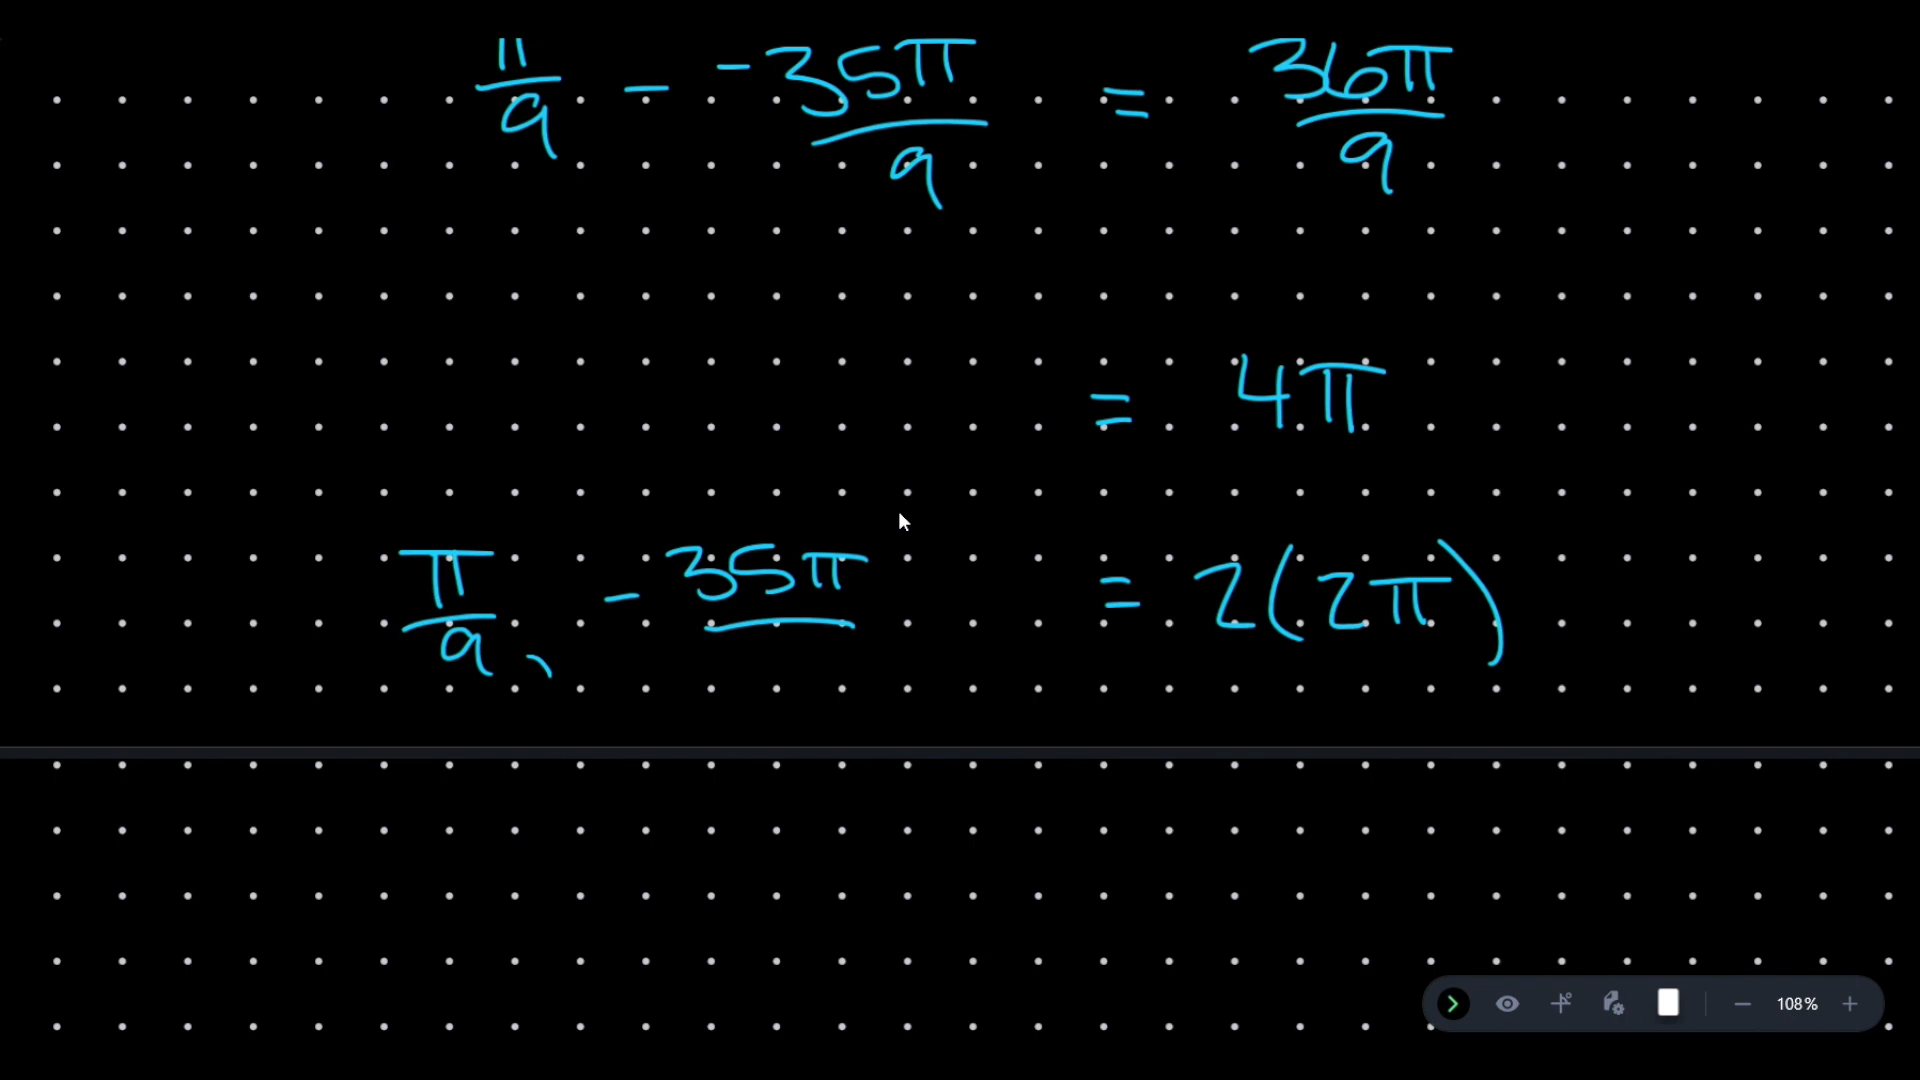 π/9 - -35π/9 = 36π/9
= 4π
π/9, -35π = 2(2π)
108%